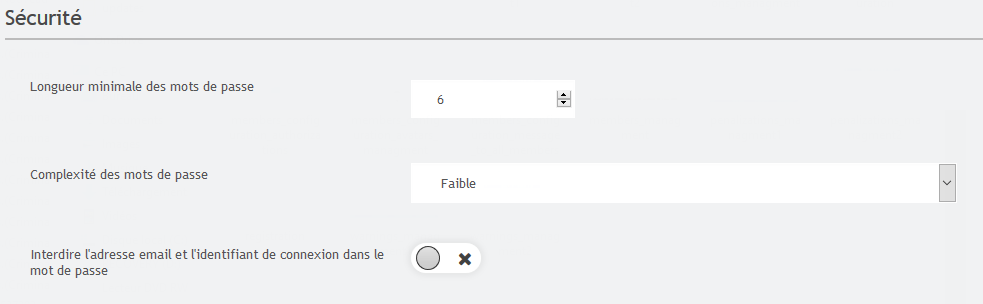 Sécurité
Longueur minimale des mots de passe
6
Complexité des mots de passe
Faible
Interdire l'adresse email et l'identifiant de connexion dans le
mot de passe